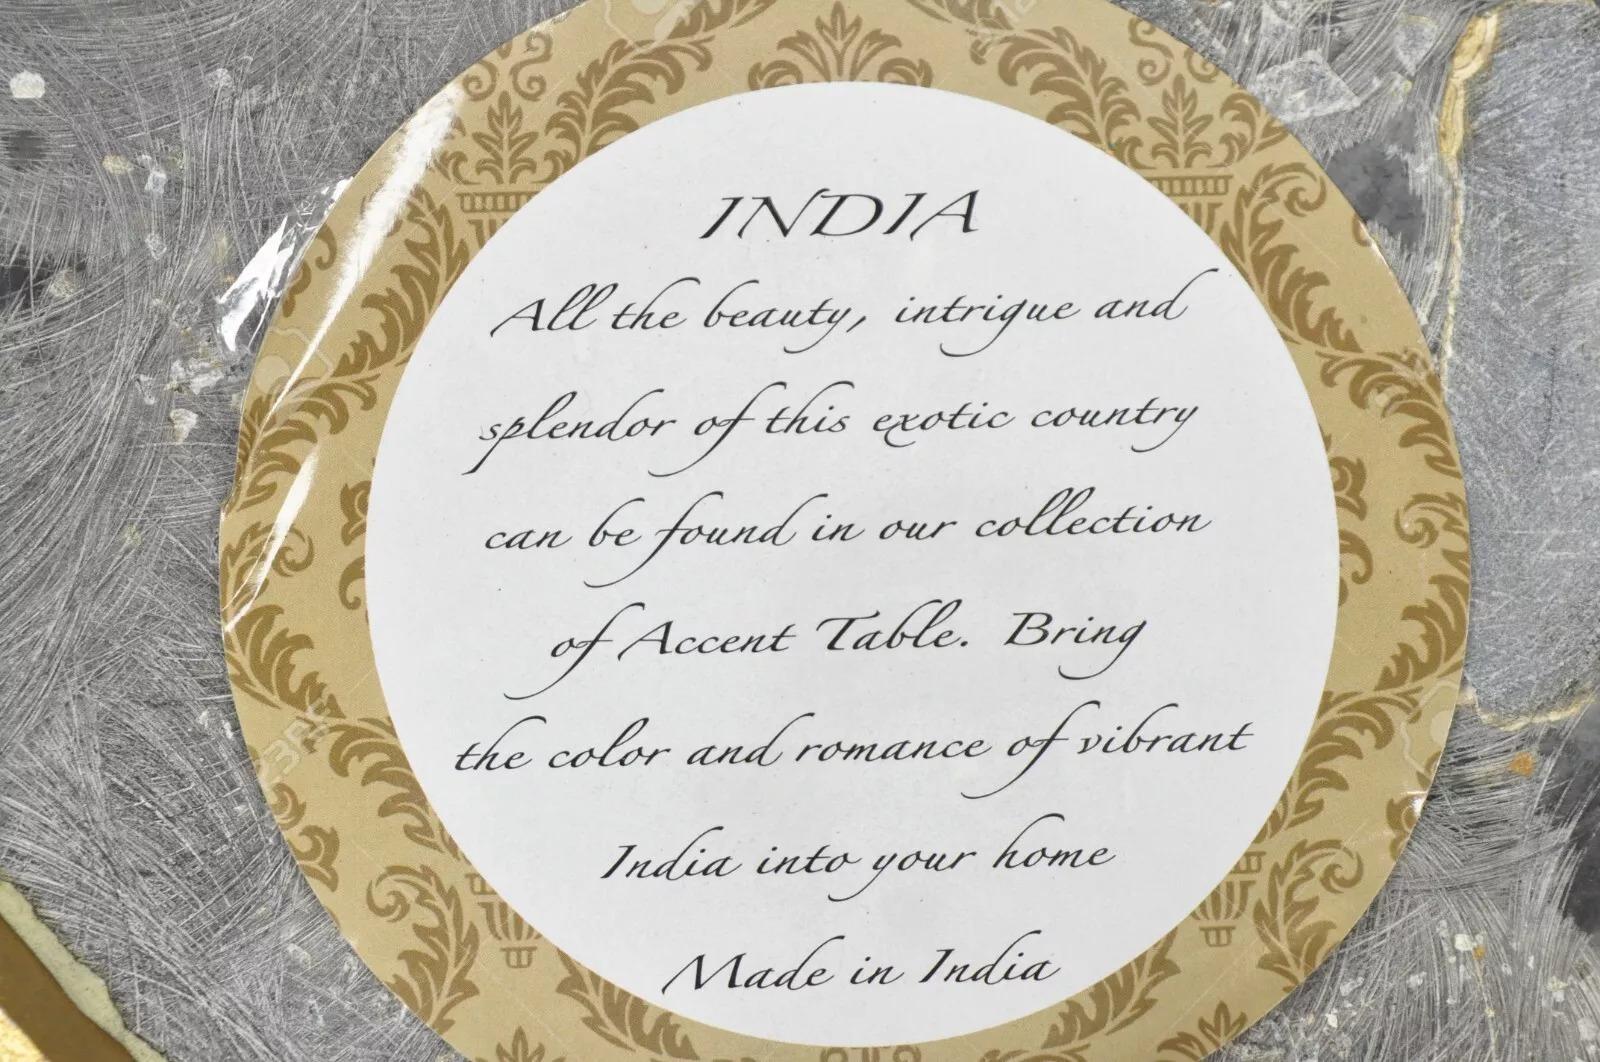 INDIA
All the beauty, intrigue and
splendor of this exotic country
can be found in our collection
of Accent Table. Bring
the color and romance of vibrant
India into your home
Made in India